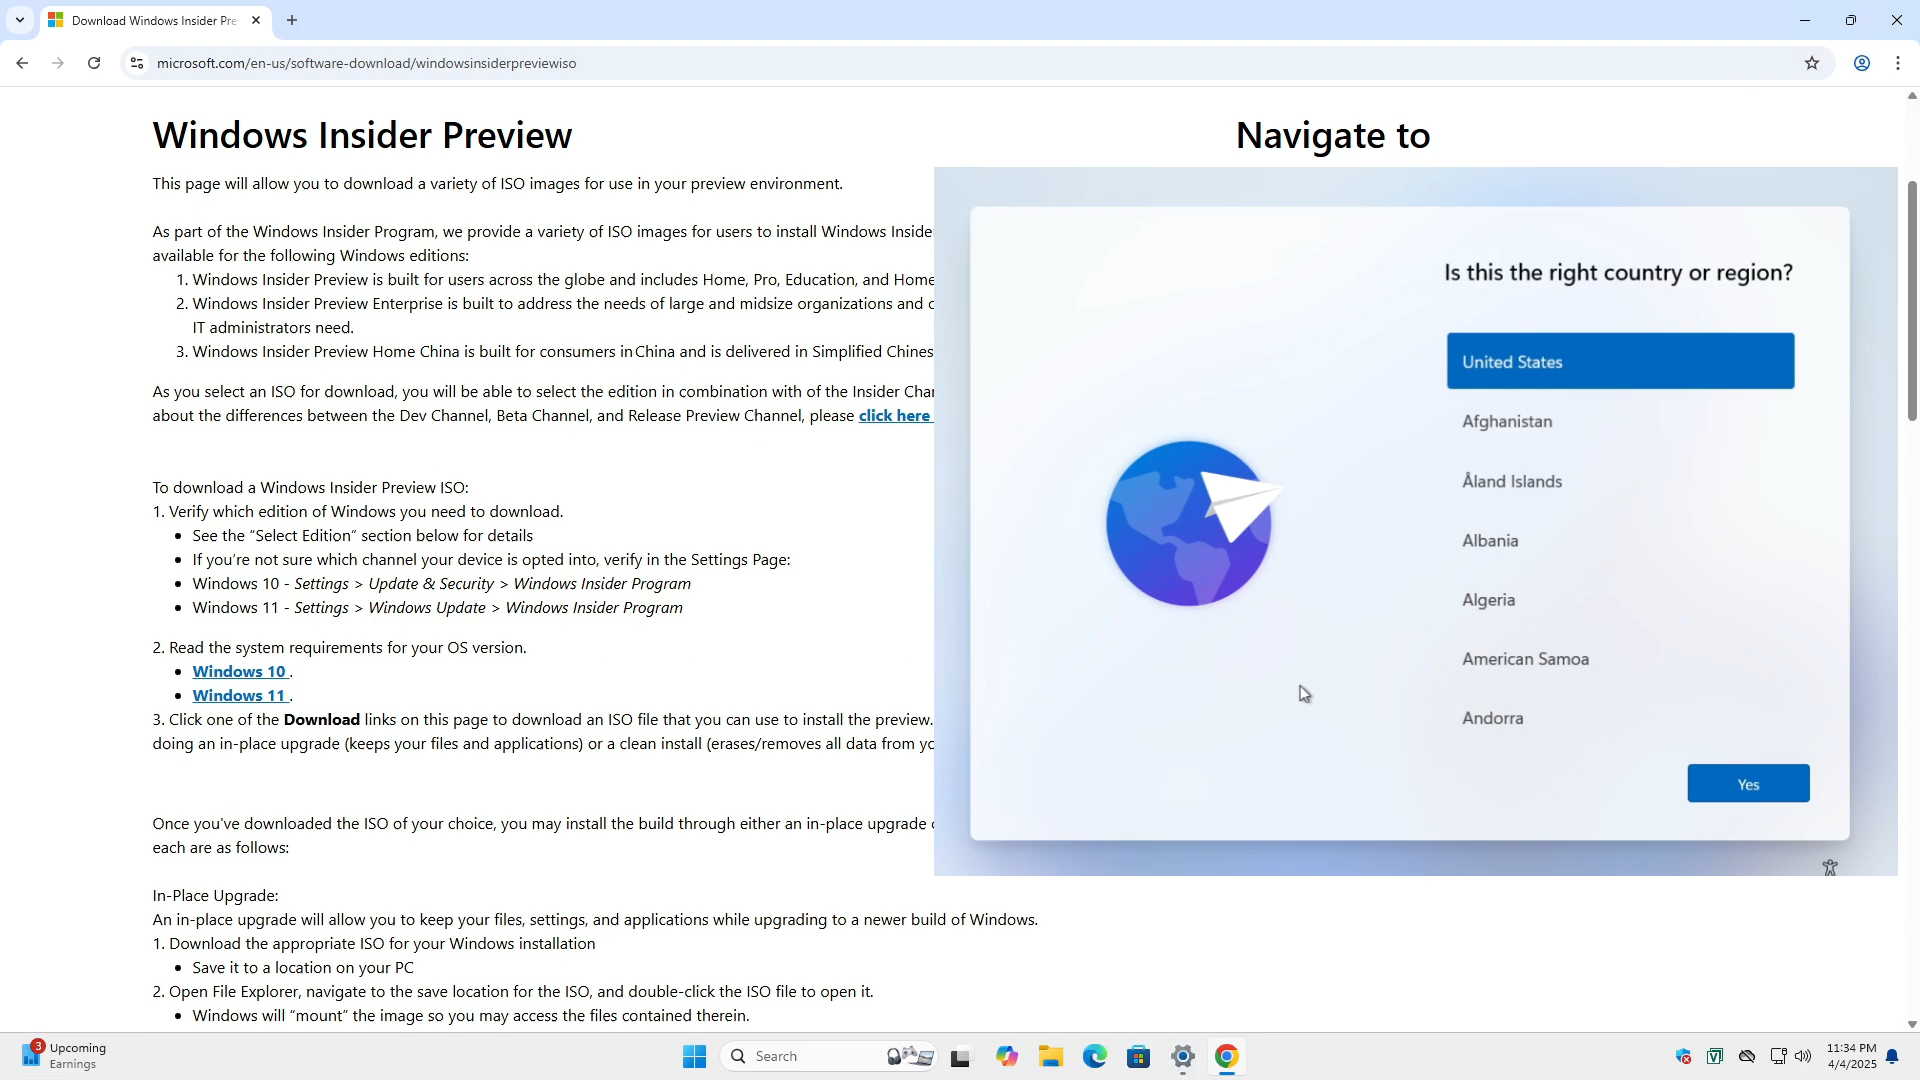 Download Windows Insider Pre
microsoft.com/en-us/software-download/windowsinsiderpreviewiso
Windows Insider Preview
Navigate to
This page will allow you to download a variety of ISO images for use in your preview environment.
As part of the Windows Insider Program, we provide a variety of ISO images for users to install Windows Inside
available for the following Windows editions:
1. Windows Insider Preview is built for users across the globe and includes Home, Pro, Education, and Home
2. Windows Insider Preview Enterprise is built to address the needs of large and midsize organizations and
IT administrators need.
3. Windows Insider Preview Home China is built for consumers in China and is delivered in Simplified Chines
As you select an ISO for download, you will be able to select the edition in combination with of the Insider Char
about the differences between the Dev Channel, Beta Channel, and Release Preview Channel, please click here
To download a Windows Insider Preview ISO:
1. Verify which edition of Windows you need to download.
• See the “Select Edition” section below for details
• If you're not sure which channel your device is opted into, verify in the Settings Page:
• Windows 10 - Settings > Update & Security > Windows Insider Program
• Windows 11 - Settings > Windows Update > Windows Insider Program
2. Read the system requirements for your OS version.
• Windows 10 .
• Windows 11 .
3. Click one of the Download links on this page to download an ISO file that you can use to install the preview.
doing an in-place upgrade (keeps your files and applications) or a clean install (erases/removes all data from yo
Once you've downloaded the ISO of your choice, you may install the build through either an in-place upgrade
each are as follows:
In-Place Upgrade:
An in-place upgrade will allow you to keep your files, settings, and applications while upgrading to a newer build of Windows.
1. Download the appropriate ISO for your Windows installation
• Save it to a location on your PC
2. Open File Explorer, navigate to the save location for the ISO, and double-click the ISO file to open it.
• Windows will “mount” the image so you may access the files contained therein.
Is this the right country or region?
United States
Afghanistan
Åland Islands
Albania
Algeria
American Samoa
Andorra
Yes
3
Upcoming
Earnings
Search
11:34 PM
4/4/2025